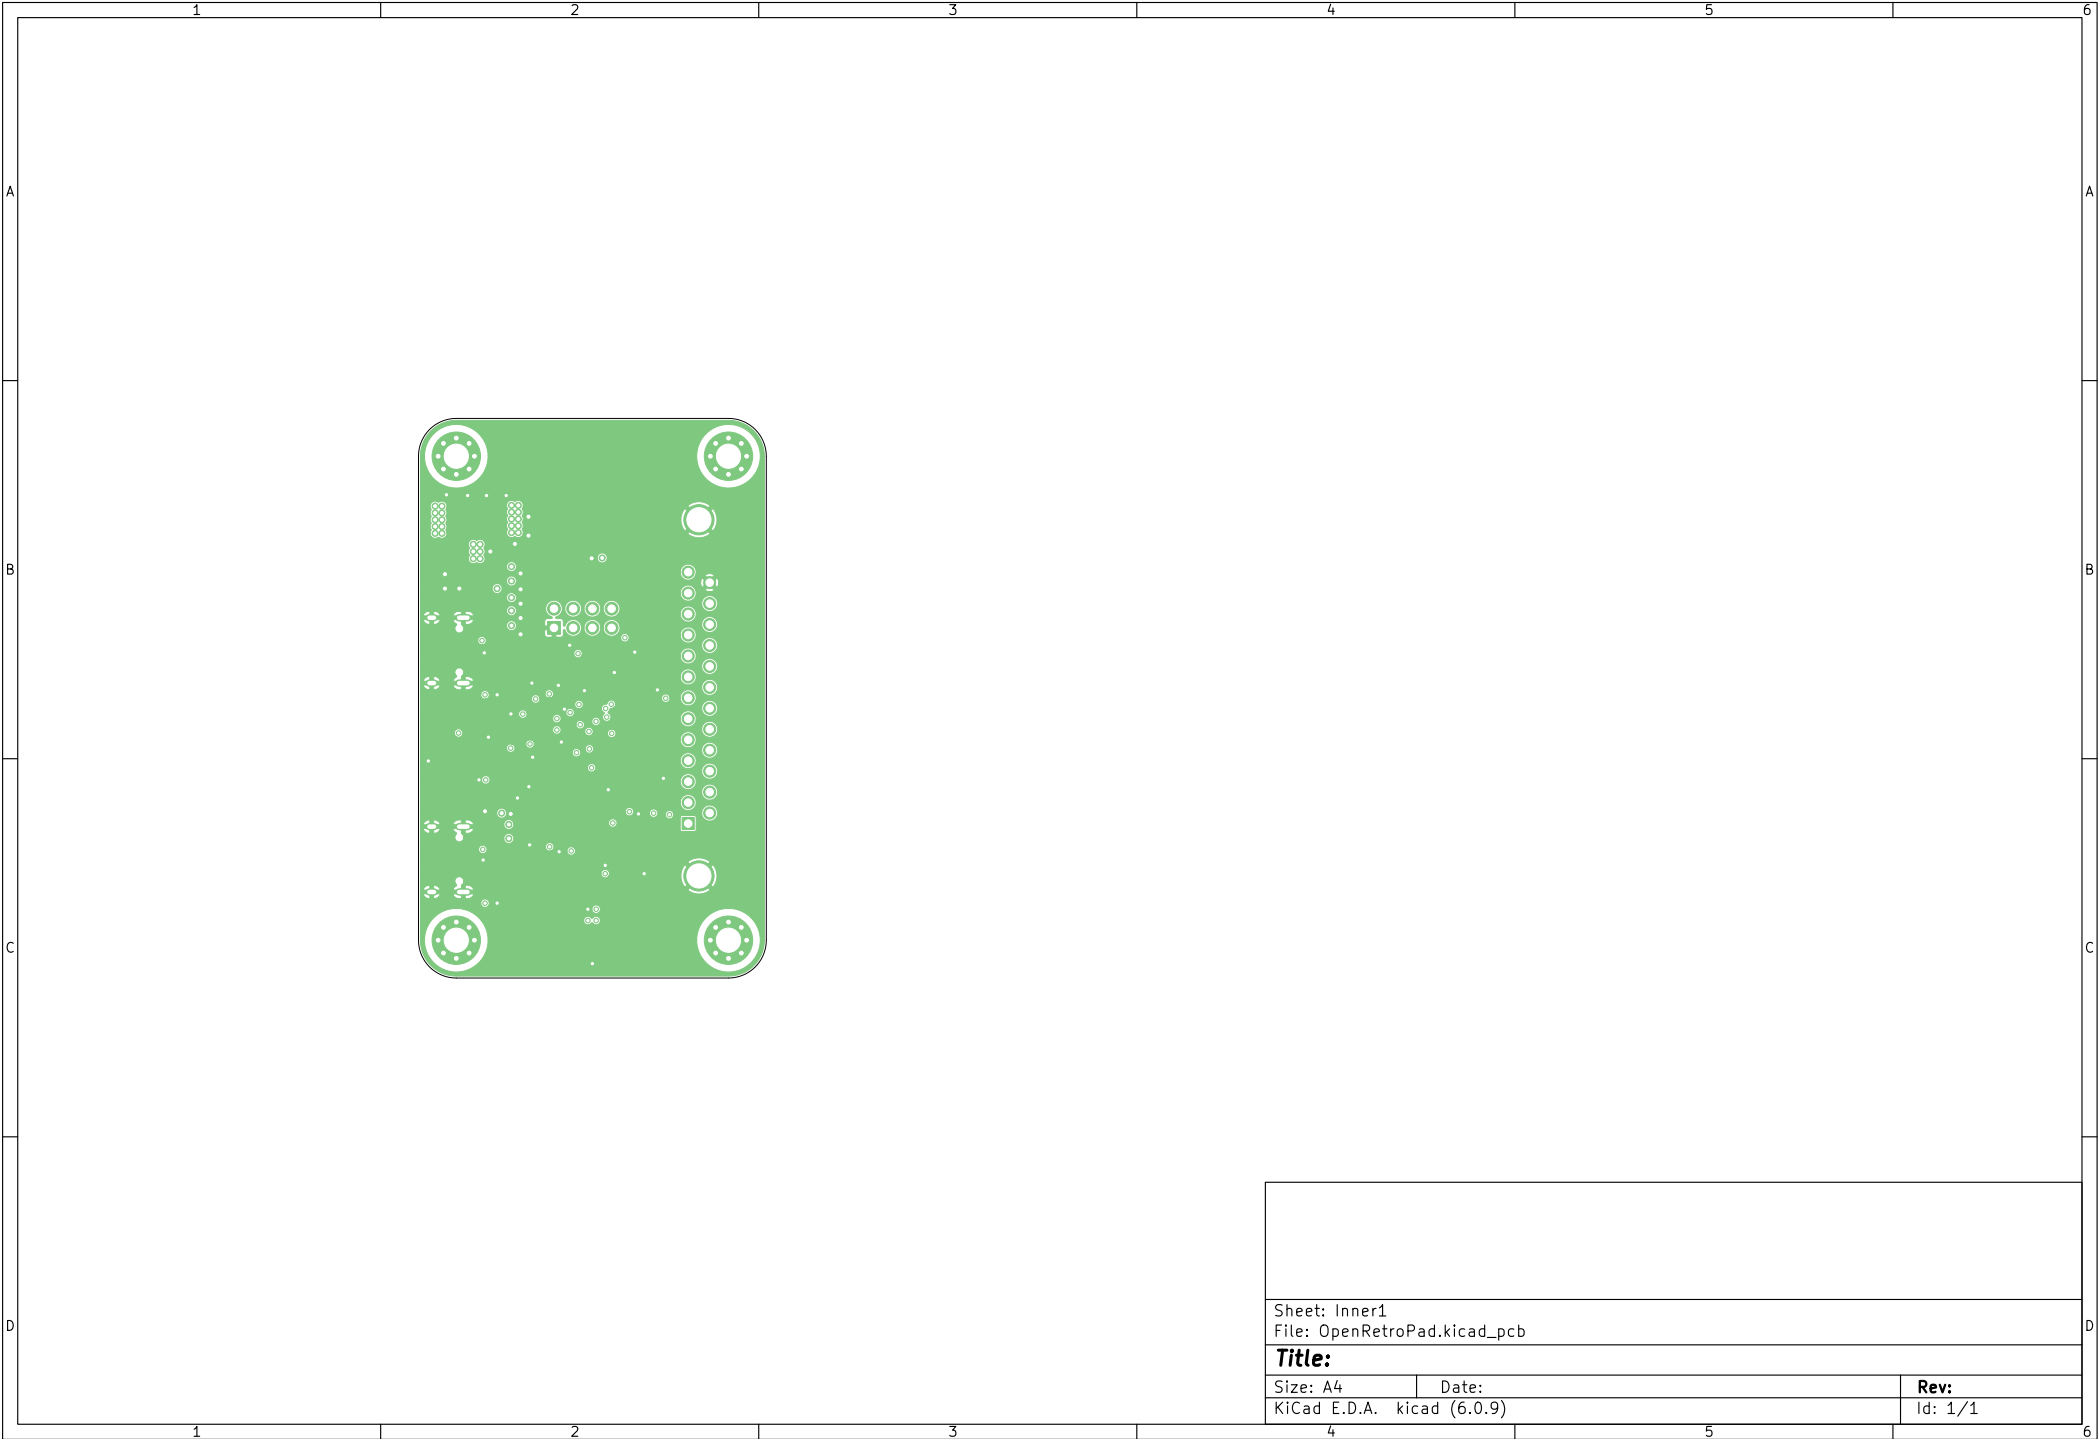 1 2 3 4 5 6
A A
B B
C C
D D
Sheet: Inner1
File: OpenRetroPad.kicad_pcb
Title:
Size: A4 Date: Rev:
KiCad E.D.A. kicad (6.0.9) Id: 1/1
1 2 3 4 5 6